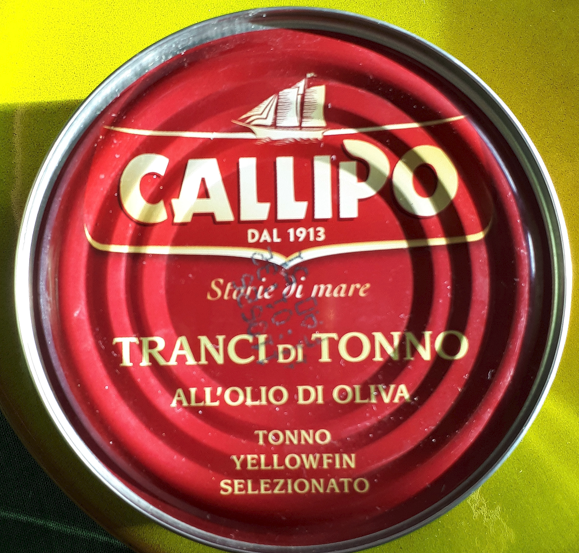 CALLIPO
DAL 1913
Storie di mare
TRANCI DI TONNO
ALL'OLIO DI OLIVA
TONNO
YELLOWFIN
SELEZIONATO